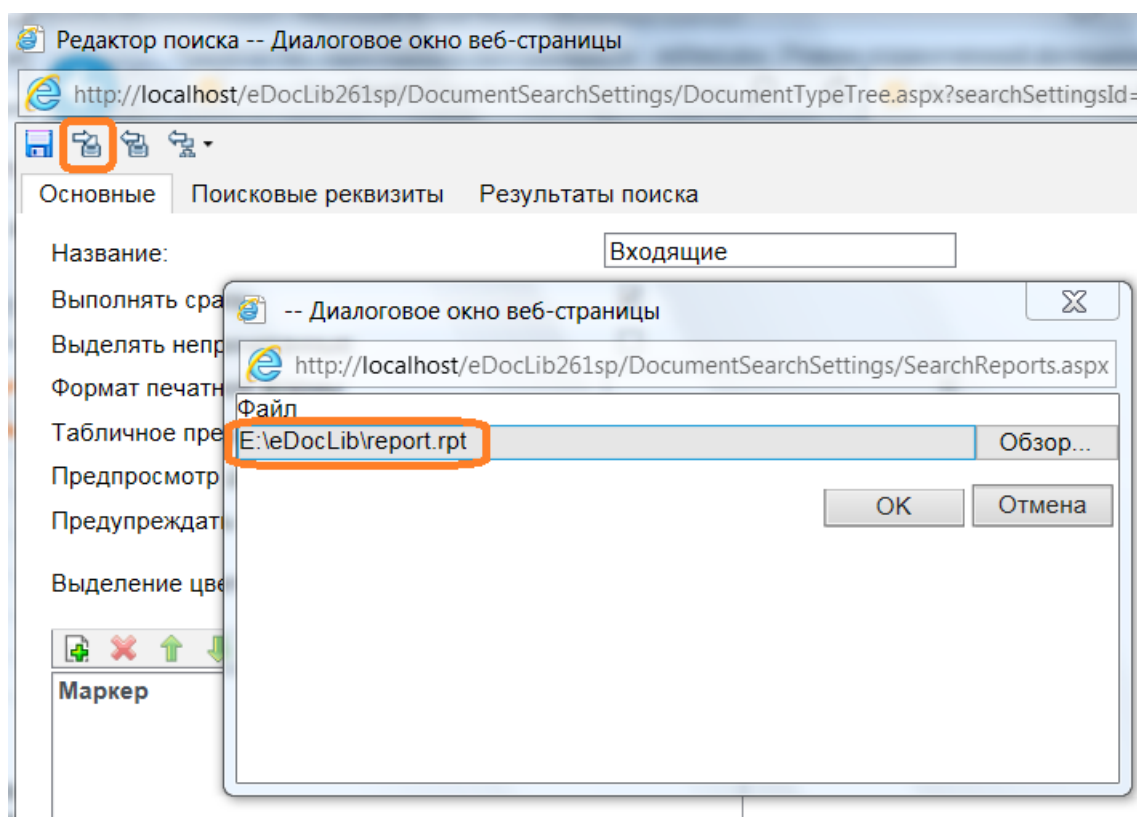 Редактор поиска -- Диалоговое окно веб-страницы
http://localhost/eDocLib261sp/DocumentSearchSettings/DocumentTypeTree.aspx?searchSettingsId=
Основные Поисковые реквизиты Результаты поиска
Название: Входящие
Выполнять сра
-- Диалоговое окно веб-страницы
Выделять непр
http://localhost/eDocLib261sp/DocumentSearchSettings/SearchReports.aspx
Формат печатн
Файл
Табличное пре
E:\eDocLib\report.rpt Обзор...
Предпросмотр
OK Отмена
Предупреждать
Выделение цве
Маркер